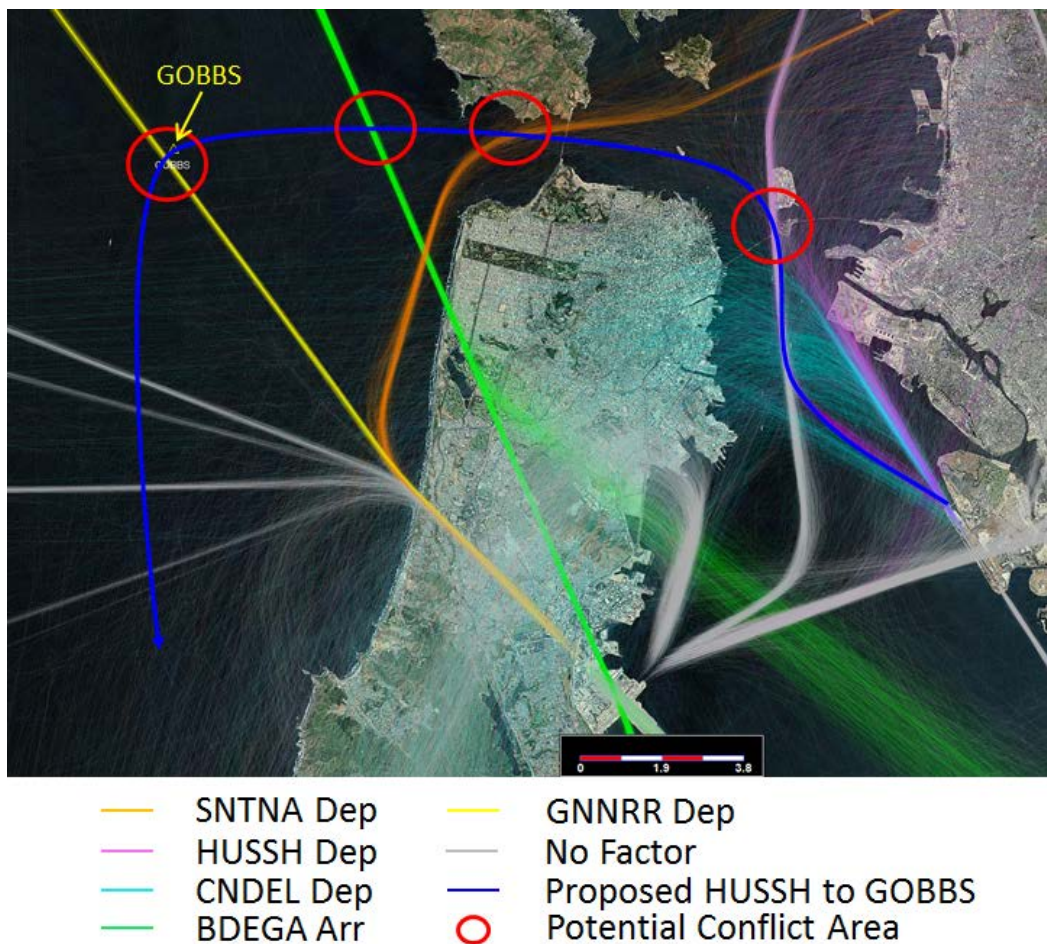 GOBBS
GOBBS
0 1.9 3.8
SNTNA Dep GNNRR Dep
HUSSH Dep No Factor
CNDEL Dep Proposed HUSSH to GOBBS
BDEGA Arr Potential Conflict Area